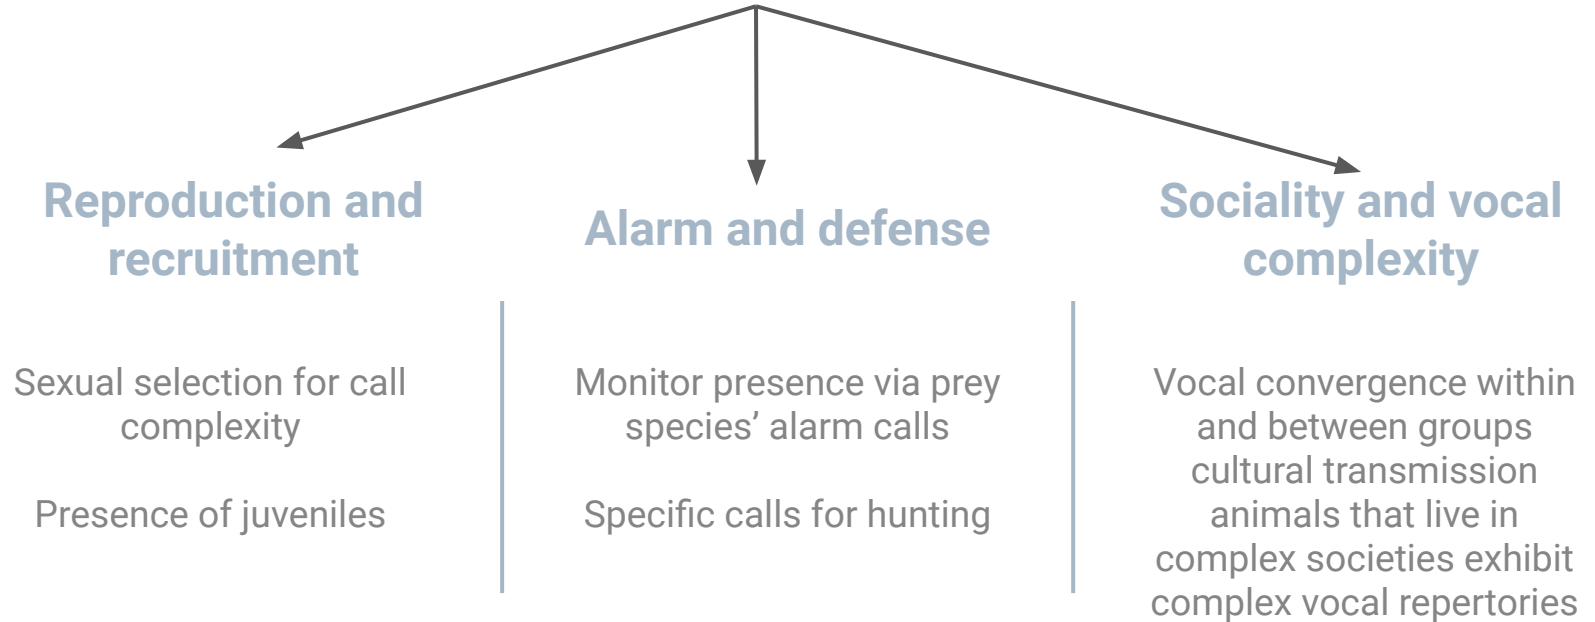 Reproduction and
recruitment
Sexual selection for call
complexity
Presence of juveniles
Alarm and defense
Monitor presence via prey
species’ alarm calls
Specific calls for hunting
Sociality and vocal
complexity
Vocal convergence within
and between groups
cultural transmission
animals that live in
complex societies exhibit
complex vocal repertories